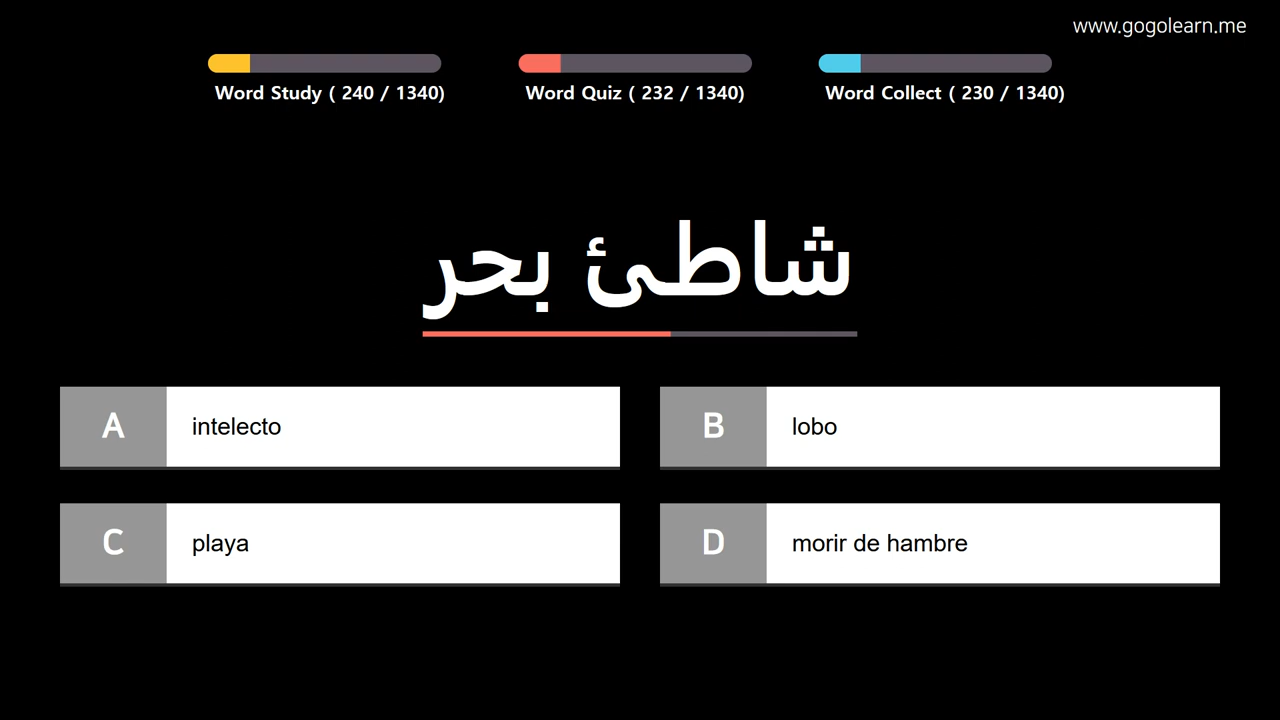 www.gogolearn.me
Word Study ( 240 / 1340)
Word Quiz ( 232 / 1340)
Word Collect ( 230 / 1340)
شاطئ بحر
A intelecto
B lobo
C playa
D morir de hambre